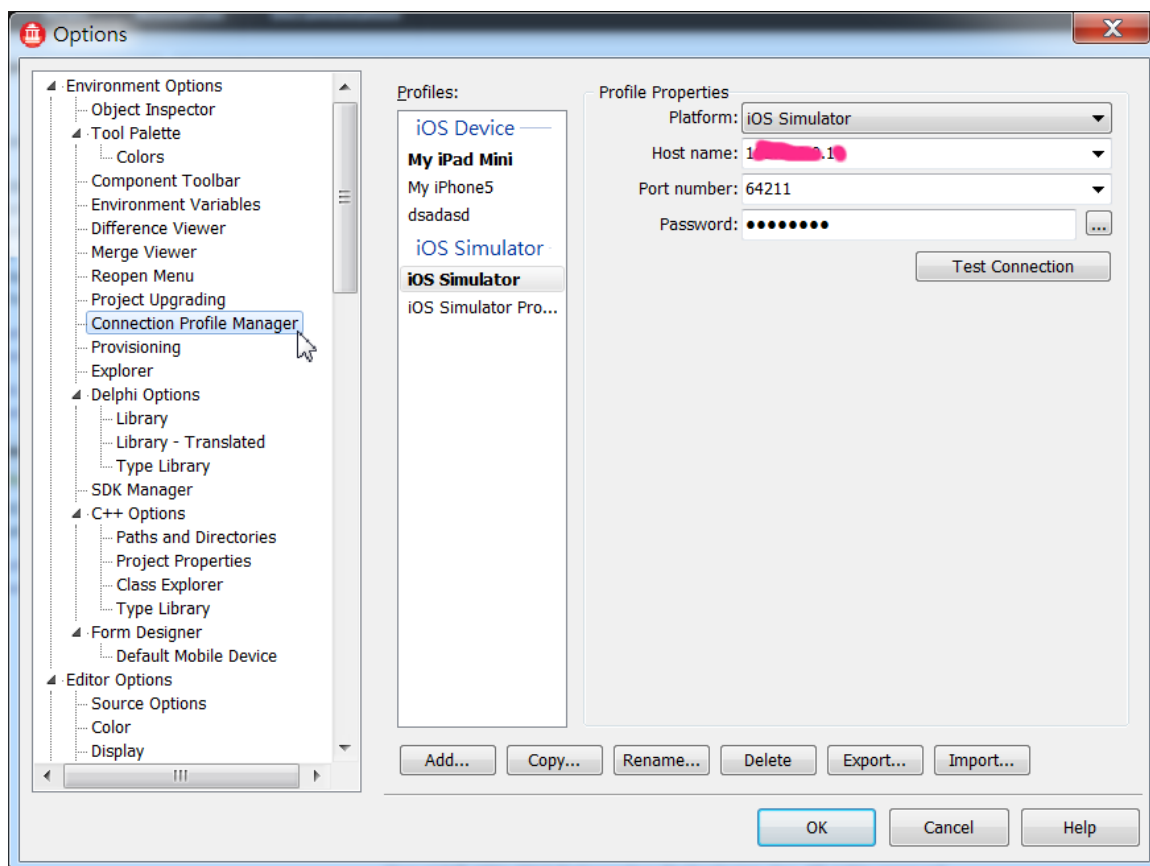 Options
Environment Options
Object Inspector
Tool Palette
Colors
Component Toolbar
Environment Variables
Difference Viewer
Merge Viewer
Reopen Menu
Project Upgrading
Connection Profile Manager
Provisioning
Explorer
Delphi Options
Library
Library - Translated
Type Library
SDK Manager
C++ Options
Paths and Directories
Project Properties
Class Explorer
Type Library
Form Designer
Default Mobile Device
Editor Options
Source Options
Color
Display
Profiles:
iOS Device
My iPad Mini
My iPhone5
dsadasd
iOS Simulator
iOS Simulator
iOS Simulator Pro...
Profile Properties
Platform: iOS Simulator
Host name:
Port number: 64211
Password: ●●●●●●●●
...
Test Connection
Add... Copy... Rename... Delete Export... Import...
OK Cancel Help